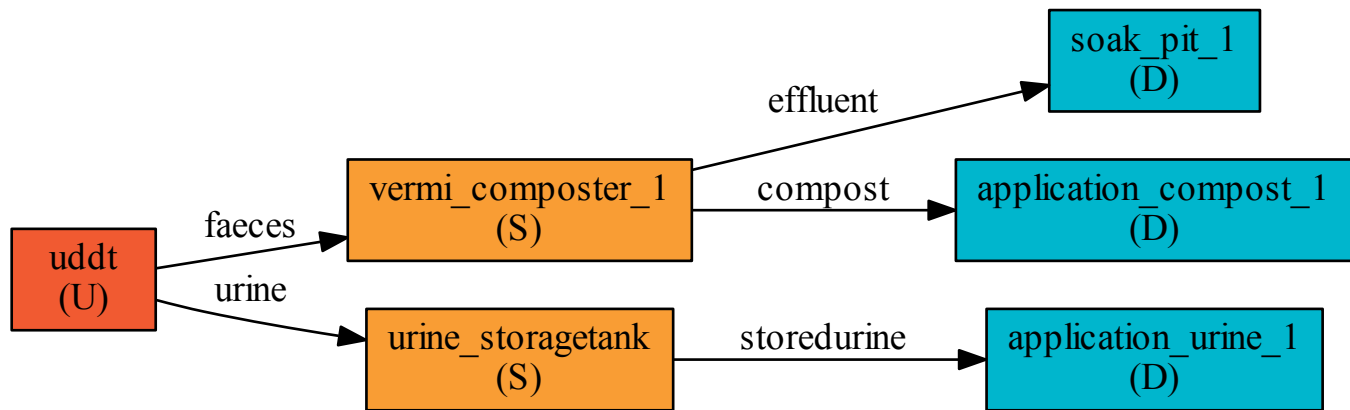 uddt
(U)
faeces
urine
vermi_composter_1
(S)
urine_storagetank
(S)
effluent
compost
storedurine
soak_pit_1
(D)
application_compost_1
(D)
application_urine_1
(D)